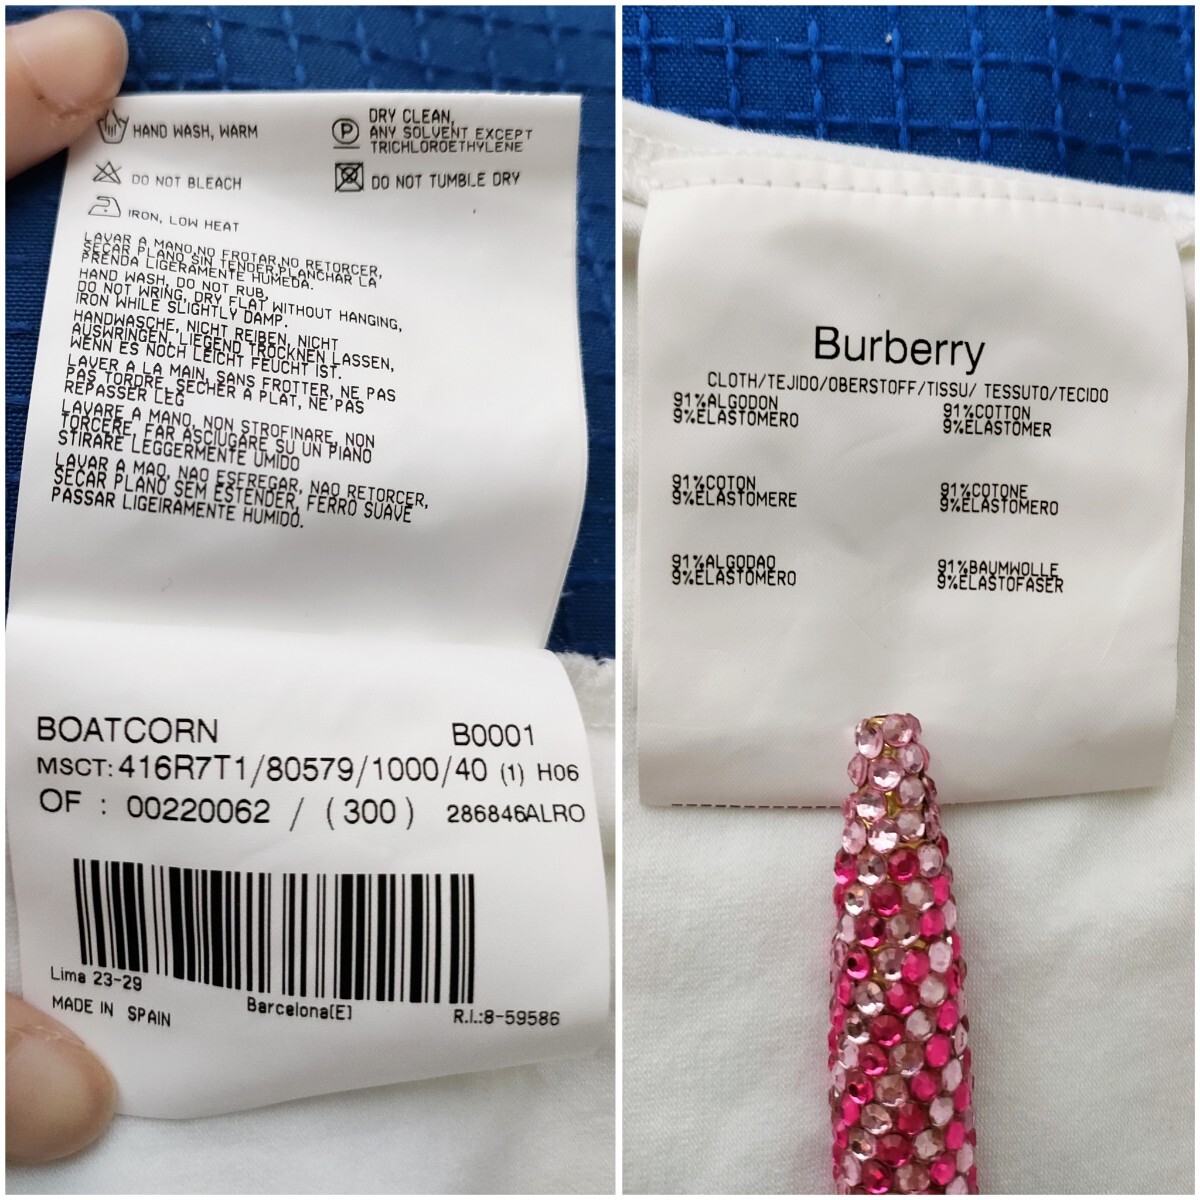 HAND WASH, WARM
DRY CLEAN,
ANY SOLVENT EXCEPT
TRICHLOROETHYLENE
P
DO NOT BLEACH
DO NOT TUMBLE DRY
IRON, LOW HEAT
LAVAR A MANO,NO FROTAR,NO RETORCER,
SECAR PLANO SIN TENDER,PLANCHAR LA
PRENDA LIGERAMENTE HUMEDA.
HAND WASH, DO NOT RUB,
DO NOT WRING, DRY FLAT WITHOUT HANGING,
IRON WHILE SLIGHTLY DAMP.
HANDWASCHE, NICHT REIBEN, NICHT
AUSWRINGEN, LIEGEND TROCKNEN LASSEN,
WENN ES NOCH LEICHT FEUCHT IST.
LAVER A LA MAIN, SANS FROTTER, NE PAS
PAS TORDRE, SECHER A PLAT, NE PAS
REPASSER LEG
LAVARE A MANO, NON STROFINARE, NON
TORCERE, FAR ASCIUGARE SU UN PIANO
STIRARE LEGGERMENTE UMIDO
LAVAR A MAO, NAO ESFREGAR, NAO RETORCER,
SECAR PLANO SEM ESTENDER, FERRO SUAVE
PASSAR LIGEIRAMENTE HUMIDO.
BOATCORN B0001
MSCT: 416R7T1/80579/1000/40 (1) H06
OF : 00220062 / (300) 286846ALRO
Lima 23-29 Barcelona[E] R.I.:8-59586
MADE IN SPAIN
Burberry
CLOTH/TEJIDO/OBERSTOFF/TISSU/ TESSUTO/TECIDO
91%ALGODON 91%COTTON
9%ELASTOMERO 9%ELASTOMER
91%COTON 91%COTONE
9%ELASTOMERE 9%ELASTOMERO
91%ALGODAO 91%BAUMWOLLE
9%ELASTOMERO 9%ELASTOFASER